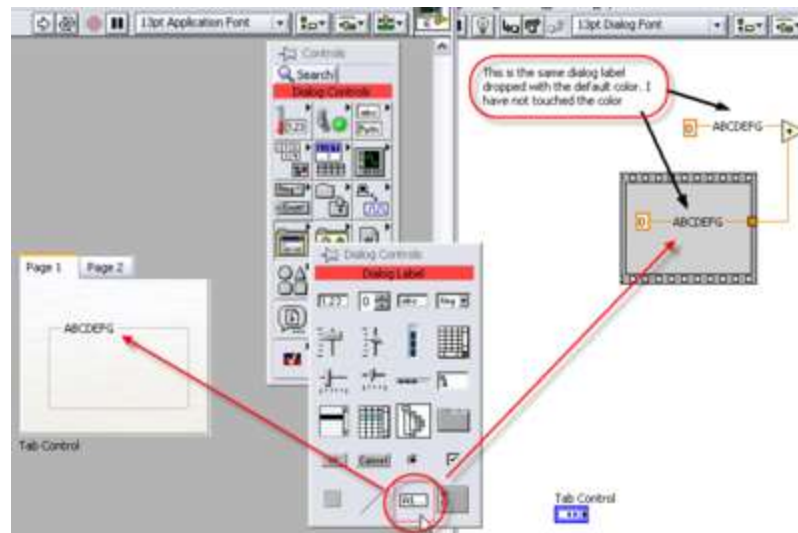 13pt Application Font
13pt Dialog Font
Controls
Search
Dialog Controls
This is the same dialog label
dropped with the default color. I
have not touched the color
ABCDEFG
ABCDEFG
Dialog Controls
Dialog Label
Page 1
Page 2
ABCDEFG
Tab Control
Cancel
Tab Control